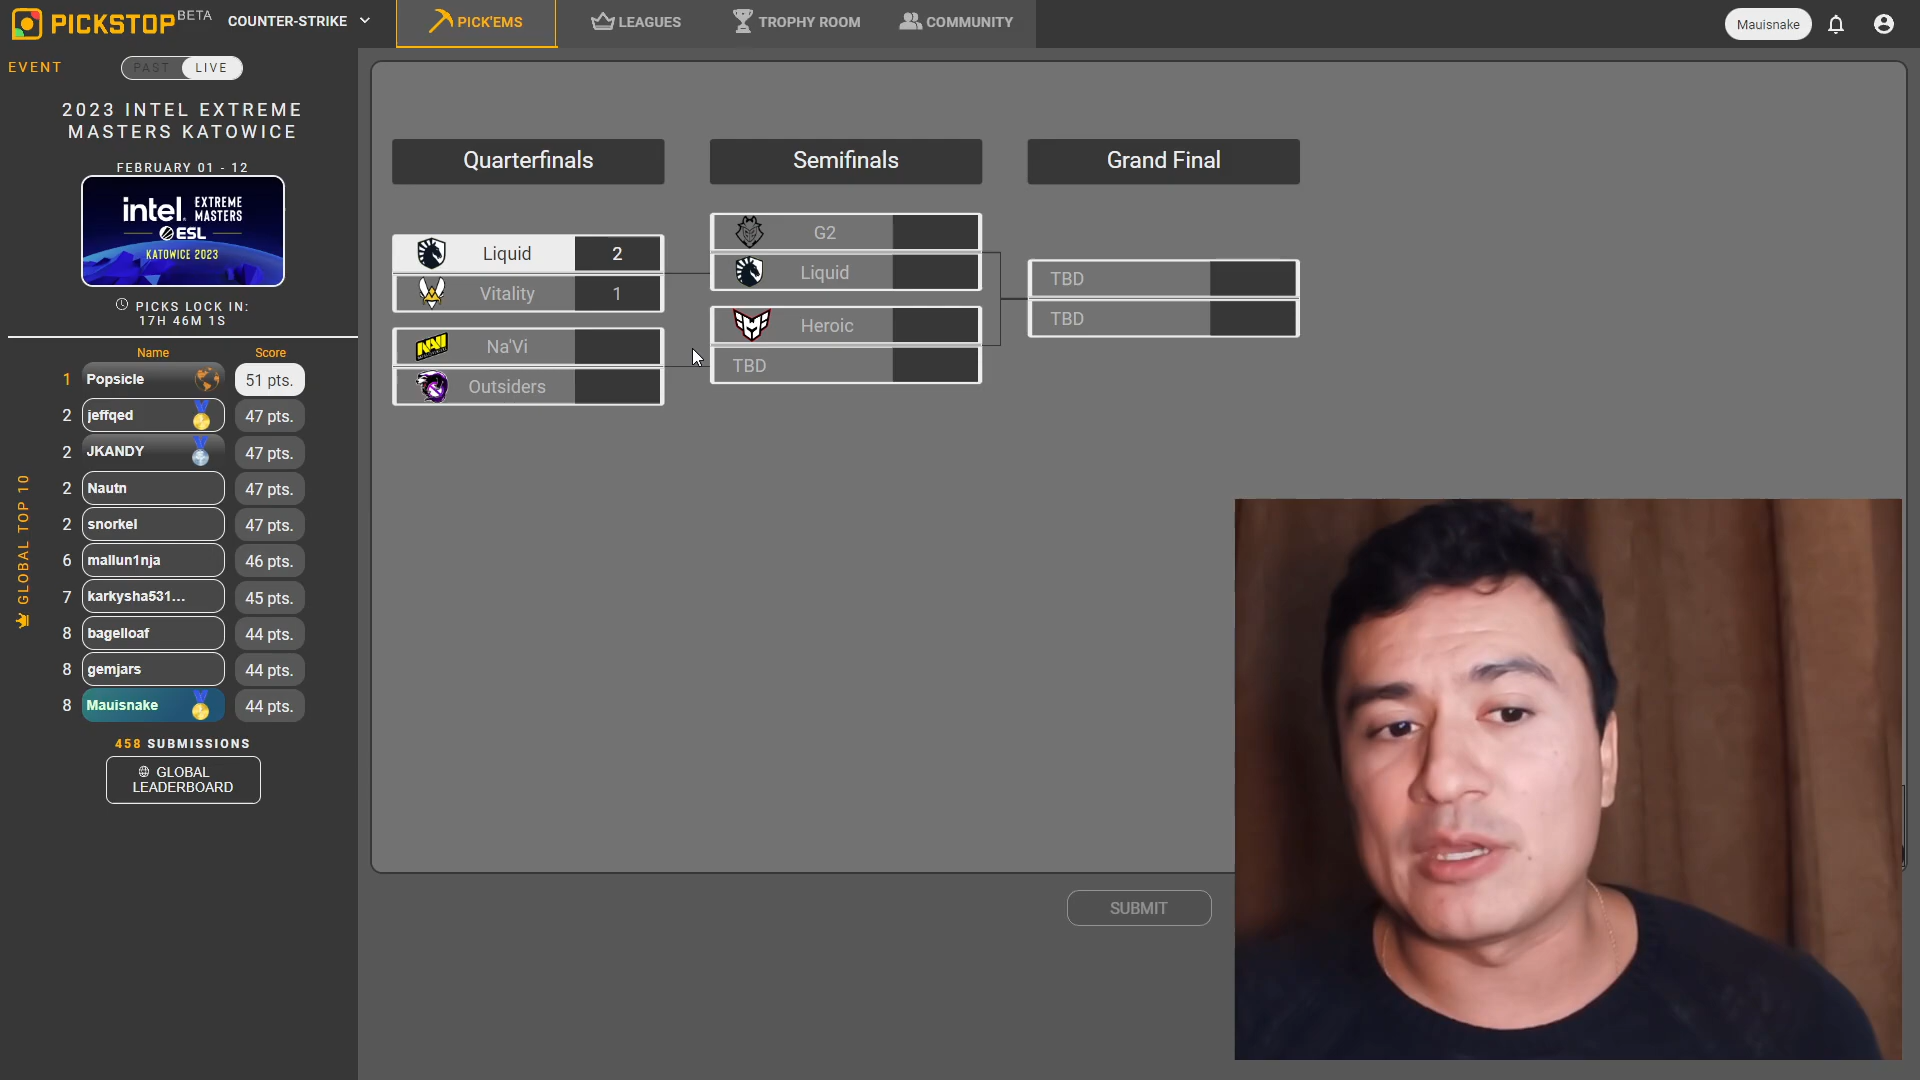 PICKSTOP BETA
COUNTER-STRIKE
PICK'EMS
LEAGUES
TROPHY ROOM
COMMUNITY
Mauisnake
EVENT
PAST
LIVE
2023 INTEL EXTREME
MASTERS KATOWICE
FEBRUARY 01 - 12
intel. EXTREME
MASTERS
ESL
KATOWICE 2023
PICKS LOCK IN:
17H 46M 1S
Name Score
1 Popsicle 51 pts.
2 jeffqed 47 pts.
2 JKANDY 47 pts.
2 Nautn 47 pts.
2 snorkel 47 pts.
6 mallun1nja 46 pts.
7 karkysha531... 45 pts.
8 bagelloaf 44 pts.
8 gemjars 44 pts.
8 Mauisnake 44 pts.
GLOBAL TOP 10
458 SUBMISSIONS
GLOBAL
LEADERBOARD
Quarterfinals
Liquid 2
Vitality 1
NAVI Na'Vi
Outsiders
Semifinals
G2
Liquid
Heroic
TBD
Grand Final
TBD
TBD
SUBMIT